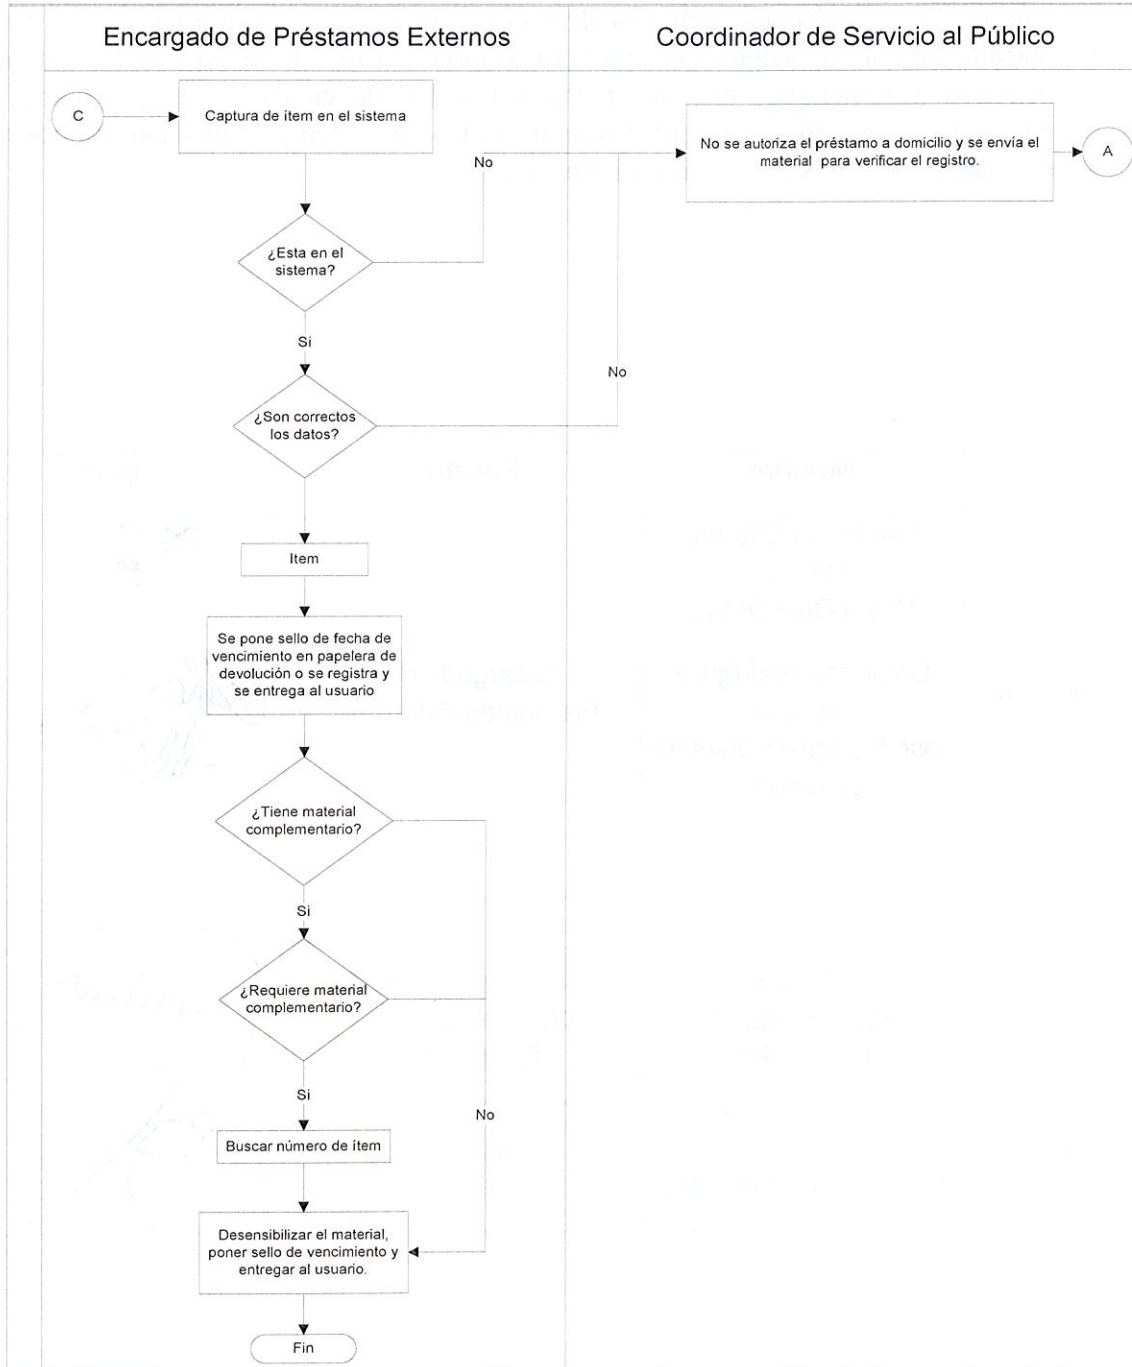 Encargado de Préstamos Externos
Coordinador de Servicio al Público
C
Captura de ítem en el sistema
No se autoriza el préstamo a domicilio y se envía el
material para verificar el registro.
A
No
¿Esta en el
sistema?
Si
No
¿Son correctos
los datos?
Item
Se pone sello de fecha de
vencimiento en papelera de
devolución o se registra y
se entrega al usuario
¿Tiene material
complementario?
Si
¿Requiere material
complementario?
Si
No
Buscar número de ítem
Desensibilizar el material,
poner sello de vencimiento y
entregar al usuario.
Fin